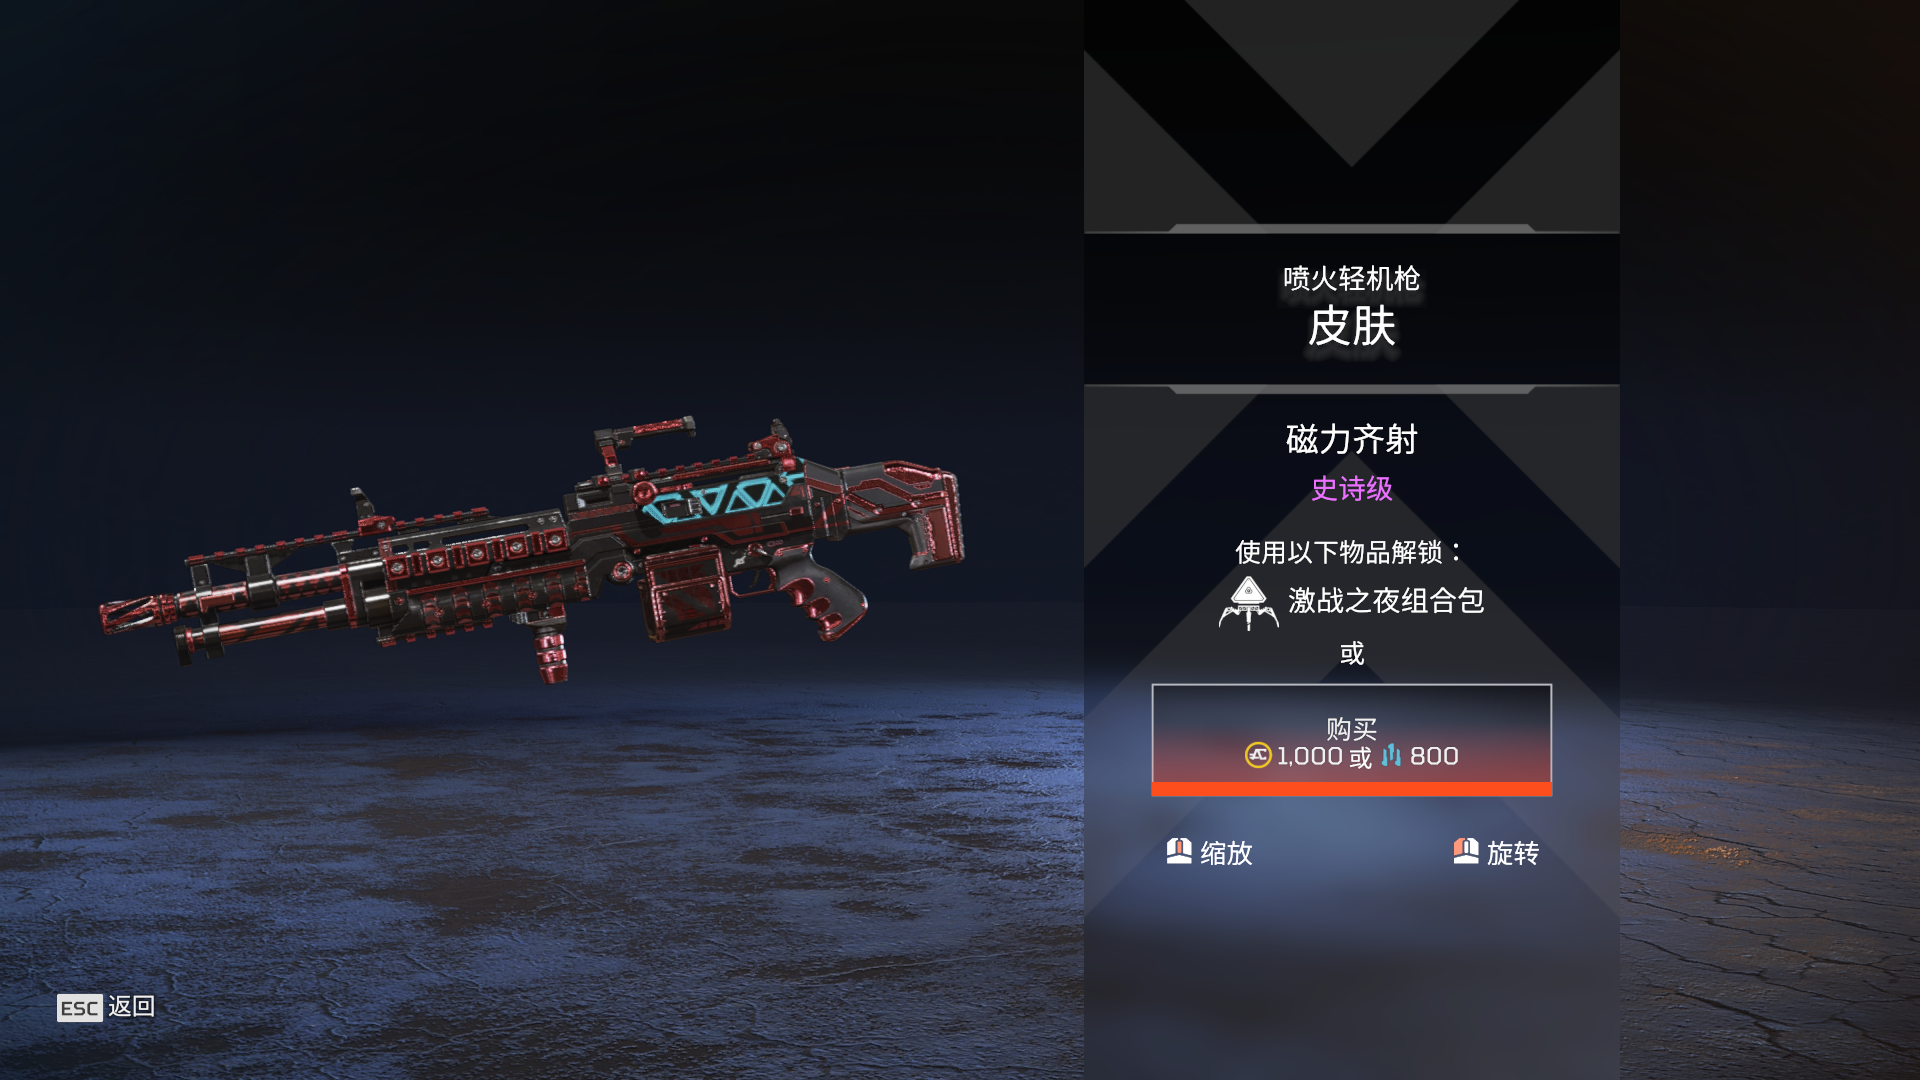 喷火轻机枪
皮肤
磁力齐射
史诗级
使用以下物品解锁：
激战之夜组合包
或
购买
1,000 或 800
缩放
旋转
ESC 返回